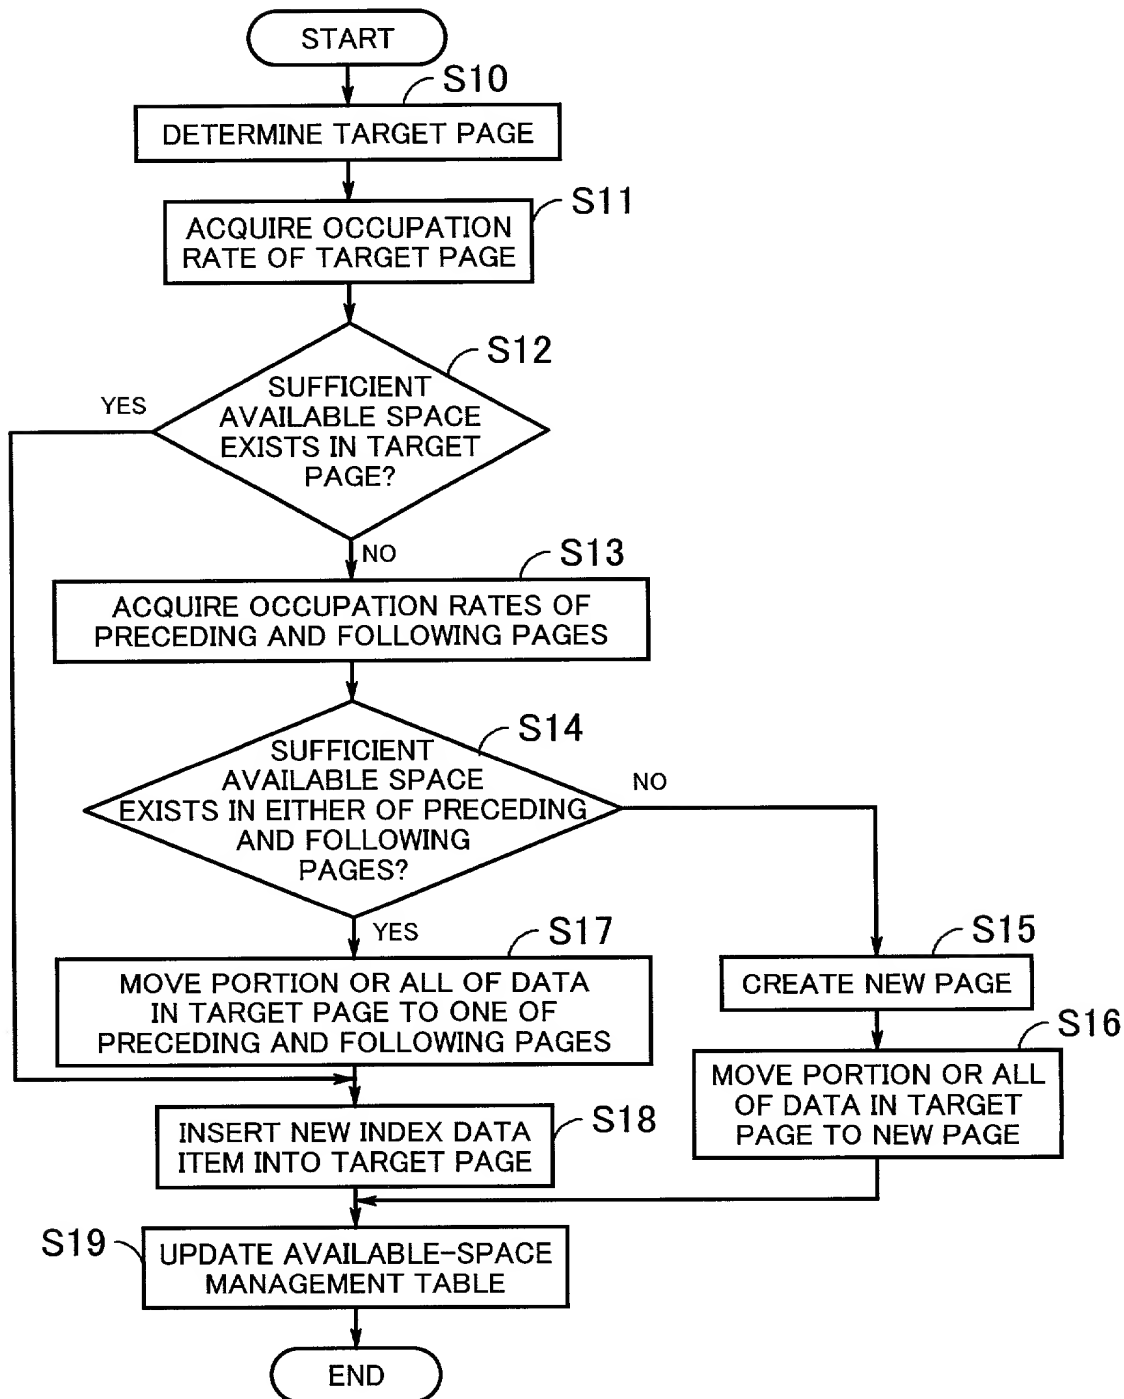 START
S10
DETERMINE TARGET PAGE
S11
ACQUIRE OCCUPATION
RATE OF TARGET PAGE
S12
SUFFICIENT
AVAILABLE SPACE
EXISTS IN TARGET
PAGE?
YES
NO
S13
ACQUIRE OCCUPATION RATES OF
PRECEDING AND FOLLOWING PAGES
S14
SUFFICIENT
AVAILABLE SPACE
EXISTS IN EITHER OF PRECEDING
AND FOLLOWING
PAGES?
NO
YES
S17
MOVE PORTION OR ALL OF DATA
IN TARGET PAGE TO ONE OF
PRECEDING AND FOLLOWING PAGES
S15
CREATE NEW PAGE
S16
MOVE PORTION OR ALL
OF DATA IN TARGET
PAGE TO NEW PAGE
S18
INSERT NEW INDEX DATA
ITEM INTO TARGET PAGE
S19
UPDATE AVAILABLE-SPACE
MANAGEMENT TABLE
END